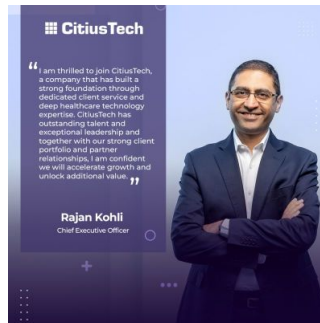 CitiusTech
“I am thrilled to join CitiusTech,
a company that has built a
strong foundation through
dedicated client service and
deep healthcare technology
expertise. CitiusTech has
outstanding talent and
exceptional leadership and
together with our strong client
portfolio and partner
relationships, I am confident
we will accelerate growth and
unlock additional value.”
Rajan Kohli
Chief Executive Officer